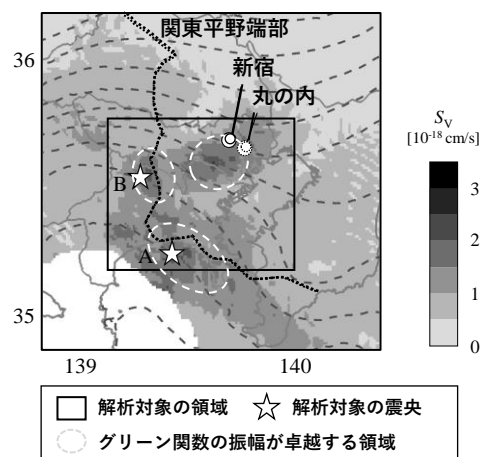 関東平野端部
36
新宿
丸の内
S_V
[10^-18 cm/s]
3
B
2
A
1
35
0
139
140
解析対象の領域
解析対象の震央
グリーン関数の振幅が卓越する領域